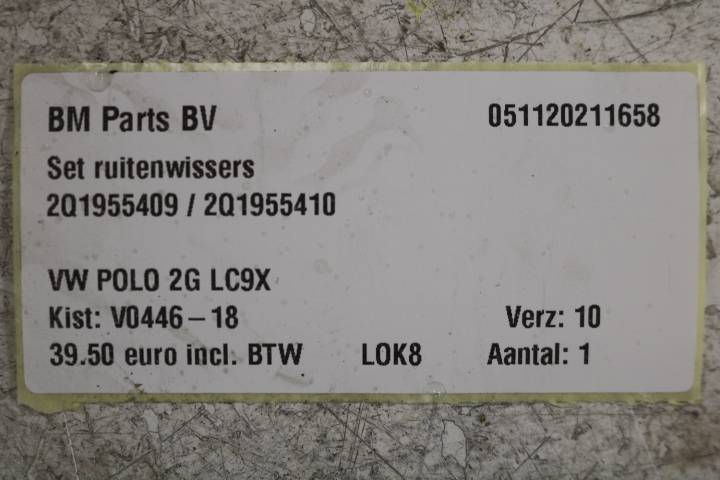 BM Parts BV 051120211658
Set ruitenwissers
2Q1955409 / 2Q1955410
VW POLO 2G LC9X
Kist: V0446-18 Verz: 10
39.50 euro incl. BTW LOK8 Aantal: 1